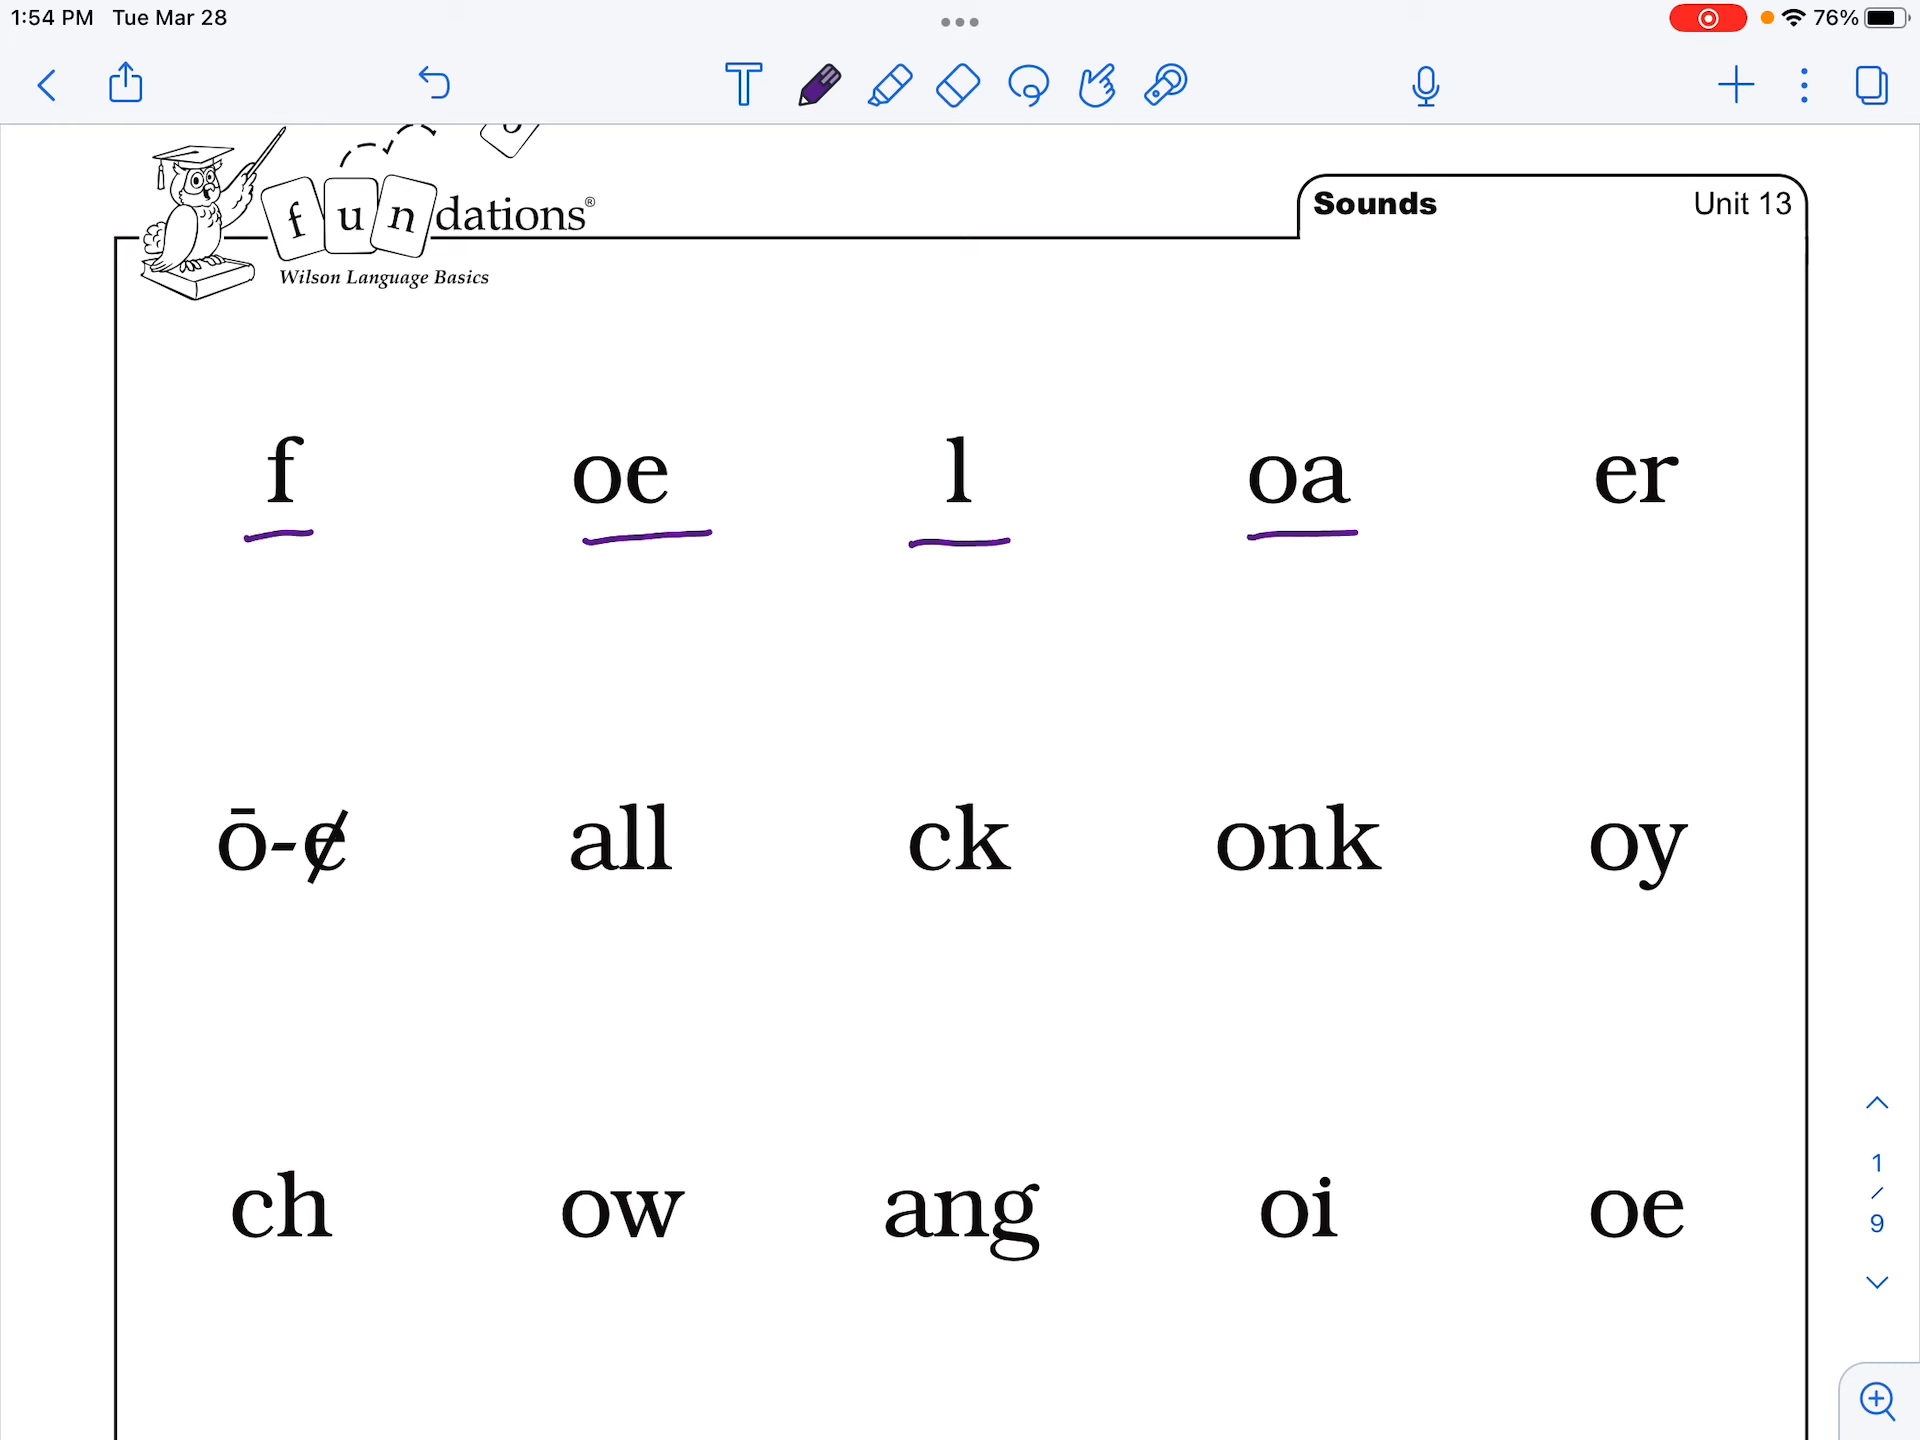 1:54 PM Tue Mar 28 76%
T
fundations®
Wilson Language Basics
Sounds Unit 13
f oe l oa er
ō-e all ck onk oy
ch ow ang oi oe
1
/
9